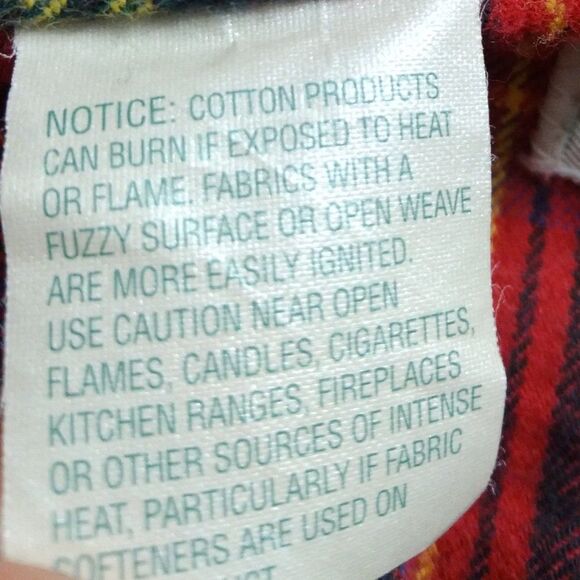 NOTICE: COTTON PRODUCTS
CAN BURN IF EXPOSED TO HEAT
OR FLAME. FABRICS WITH A
FUZZY SURFACE OR OPEN WEAVE
ARE MORE EASILY IGNITED.
USE CAUTION NEAR OPEN
FLAMES, CANDLES, CIGARETTES,
KITCHEN RANGES, FIREPLACES
OR OTHER SOURCES OF INTENSE
HEAT, PARTICULARLY IF FABRIC
SOFTENERS ARE USED ON